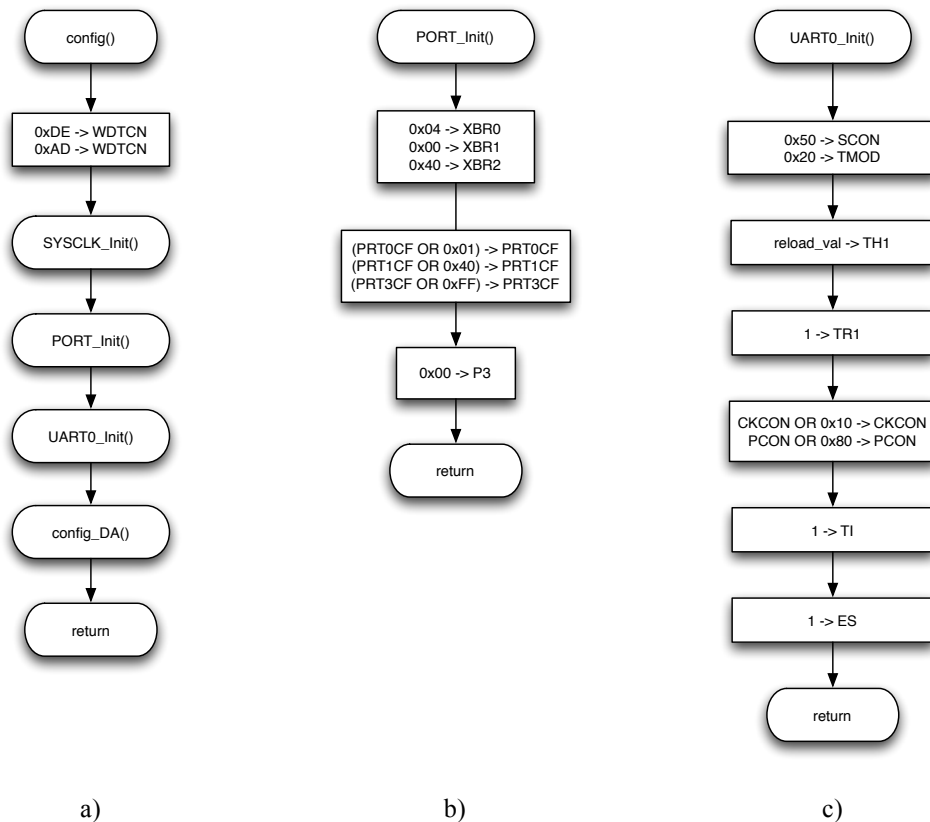 config()
0xDE -> WDTCN
0xAD -> WDTCN
SYSCLK_Init()
PORT_Init()
UART0_Init()
config_DA()
return
a)
PORT_Init()
0x04 -> XBR0
0x00 -> XBR1
0x40 -> XBR2
(PRT0CF OR 0x01) -> PRT0CF
(PRT1CF OR 0x40) -> PRT1CF
(PRT3CF OR 0xFF) -> PRT3CF
0x00 -> P3
return
b)
UART0_Init()
0x50 -> SCON
0x20 -> TMOD
reload_val -> TH1
1 -> TR1
CKCON OR 0x10 -> CKCON
PCON OR 0x80 -> PCON
1 -> TI
1 -> ES
return
c)